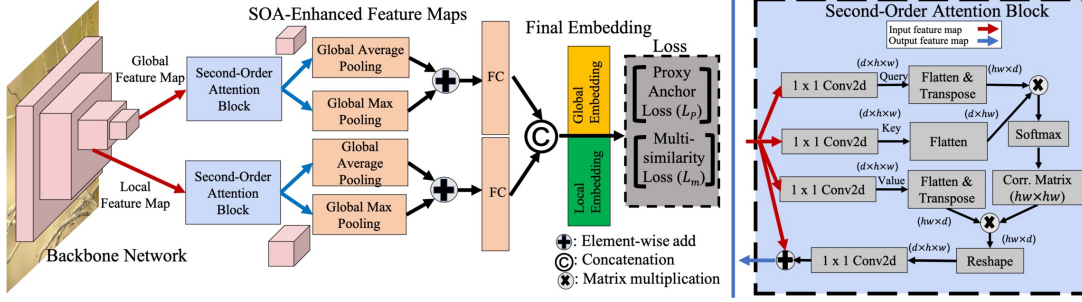 SOA-Enhanced Feature Maps
Global
Feature Map
Second-Order
Attention
Block
Global Average
Pooling
Global Max
Pooling
FC
Local
Feature Map
Second-Order
Attention
Block
Global
Average Pooling
Global Max
Pooling
FC
Backbone Network
Final Embedding
Global
Embedding
Local
Embedding
Loss
Proxy
Anchor
Loss (Lp)
Multi-
similarity
Loss (Lm)
C
: Element-wise add
C : Concatenation
: Matrix multiplication
Second-Order Attention Block
Input feature map
Output feature map
1 x 1 Conv2d
(d×h×w)
Query
Flatten &
Transpose
(hw×d)
1 x 1 Conv2d
(d×h×w)
Key
Flatten
(d×hw)
Softmax
1 x 1 Conv2d
(d×h×w)
Value
Flatten &
Transpose
(hw×d)
Corr. Matrix
(hw×hw)
1 x 1 Conv2d
(d×h×w)
Reshape
(hw×d)